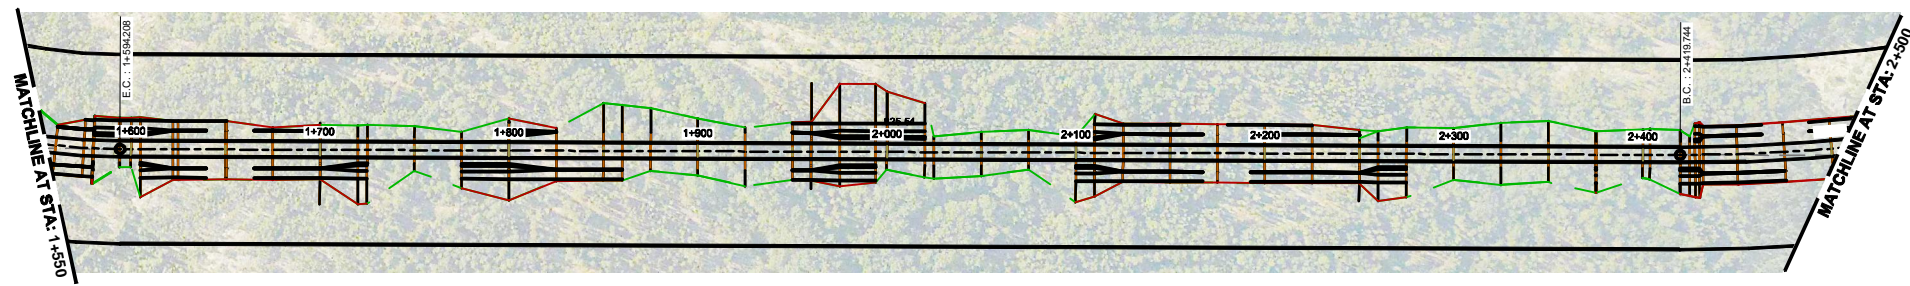 MATCHLINE AT STA: 1+550
E.C. : 1+594.208
1+600
1+700
1+800
1+900
2+000
2+100
2+200
2+300
2+400
B.C. : 2+419.744
MATCHLINE AT STA: 2+500